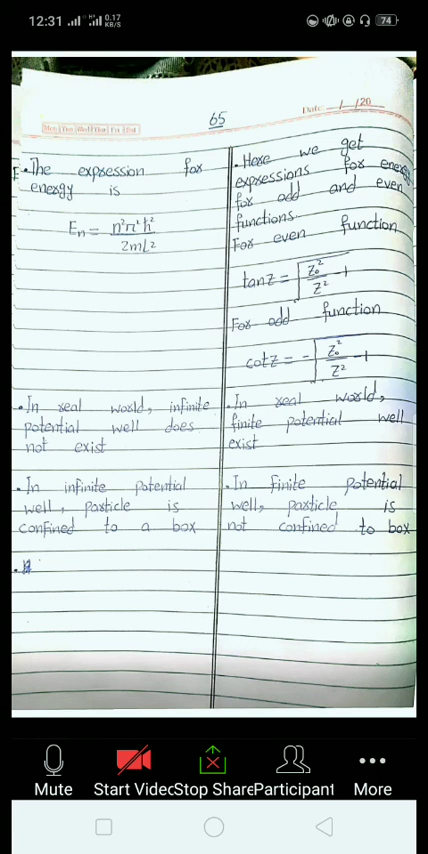 12:31 0.17 KB/S 74
65
Date: / /20
Mon Tue Wed Thu Fri Sat
• The expression for
energy is
Eₙ = n²π²ħ² / 2mL²
• In real world, infinite
potential well does
not exist
• In infinite potential
well, particle is
confined to a box
• Here we get
expressions for energy
for odd and even
functions.
For even function
tanz = √(z₀²/z² - 1)
For odd function
cotz = -√(z₀²/z² - 1)
• In real world,
finite potential well
exist
• In finite potential
well, particle is
not confined to box
Mute Start Videc Stop Share Participant More